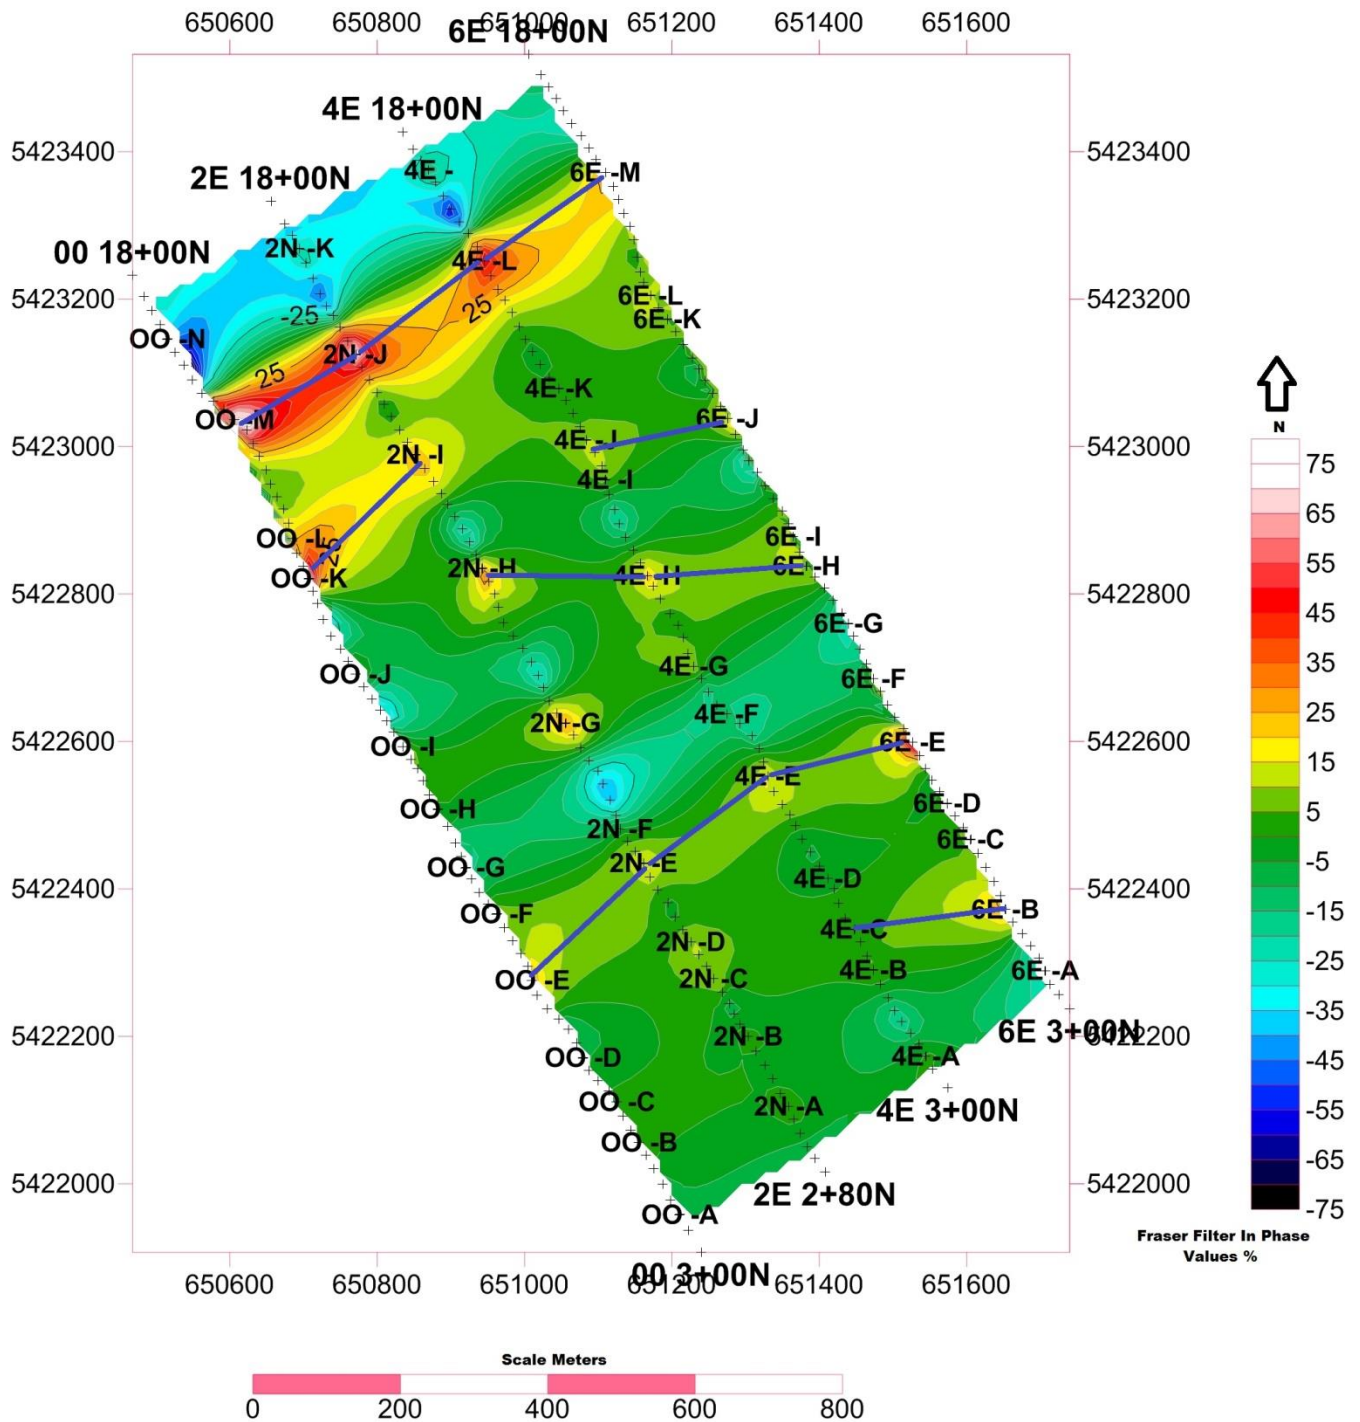 650600 650800 651000 651200 651400 651600
6E 18+00N
4E 18+00N
5423400 5423400
4E -
6E -M
2E 18+00N
00 18+00N
2N -K
4E -L
5423200 5423200
6E -L
25
-25
6E -K
OO -N
2N -J
25
4E -K
OO -M
6E -J
N
4E -J
5423000 5423000
2N -I
75
4E -I
65
OO -L
6E -I
25
55
2N -H
6E -H
OO -K
4E -H
5422800 5422800
45
6E -G
35
4E -G
OO -J
6E -F
25
4E -F
2N -G
6E -E
5422600 5422600
OO -I
15
4E -E
6E -D
OO -H
5
2N -F
6E -C
-5
2N -E
OO -G
4E -D
5422400 5422400
6E -B
OO -F
-15
4E -C
2N -D
-25
4E -B
6E -A
2N -C
OO -E
-35
6E 3+00N
5422200 5422200
2N -B
-45
4E -A
OO -D
-55
OO -C
2N -A
4E 3+00N
OO -B
-65
5422000 5422000
2E 2+80N
-75
OO -A
Fraser Filter In Phase
Values %
00 3+00N
650600 650800 651000 651200 651400 651600
Scale Meters
0 200 400 600 800